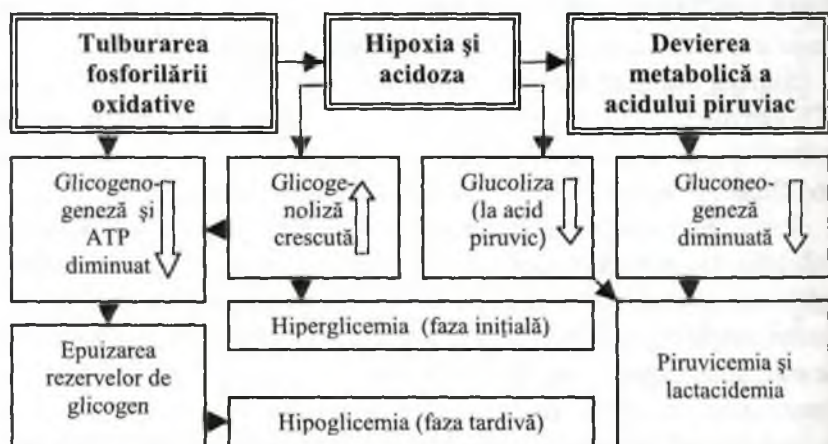 Tulburarea
fosforilării
oxidative
Hipoxia şi
acidoza
Devierea
metabolică a
acidului piruviac
Glicogeno-
geneză şi
ATP
diminuat
Glicoge-
noliză
crescută
Glucoliza
(la acid
piruvic)
Gluconeo-
geneză
diminuată
Hiperglicemia (faza iniţială)
Epuizarea
rezervelor de
glicogen
Piruvicemia şi
lactacidemia
Hipoglicemia (faza tardivă)